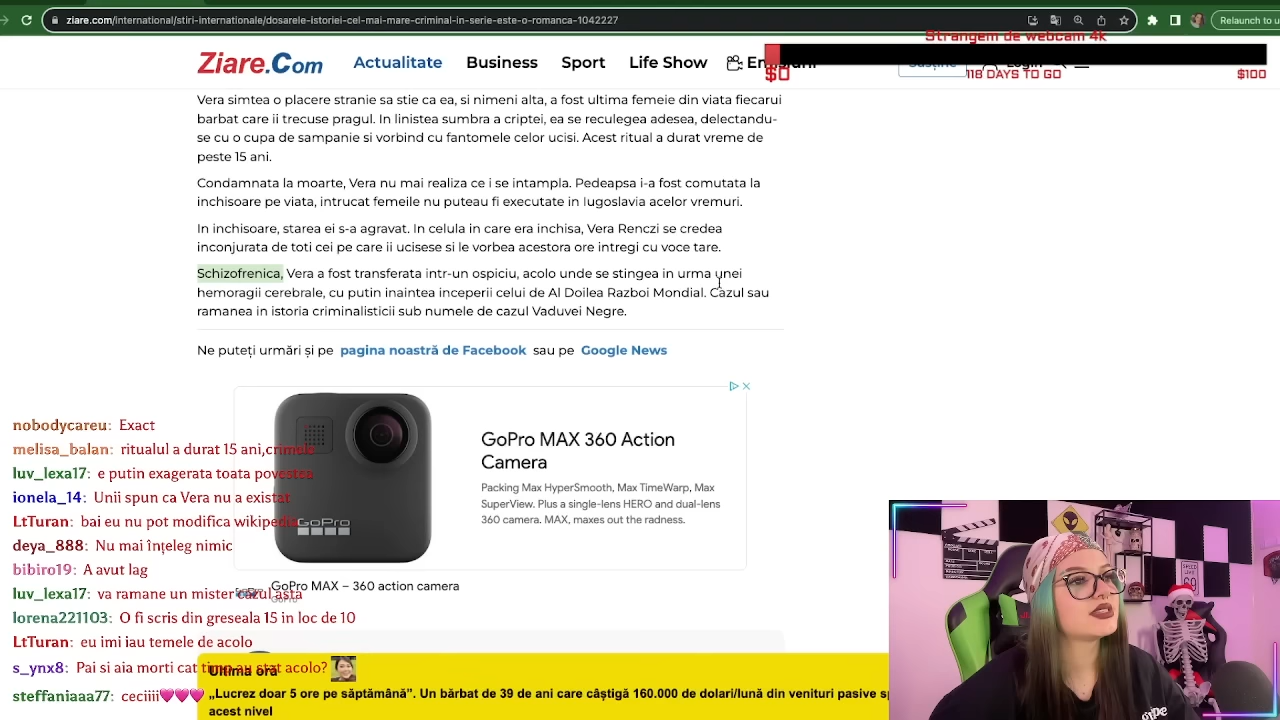 ziare.com/international/stiri-internationale/dosarele-istoriei-cel-mai-mare-criminal-in-serie-este-o-romanca-1042227
Relaunch to u
Strangem de webcam 4k
Ziare.Com
Actualitate Business Sport Life Show
$0
118 DAYS TO GO
$100
Vera simtea o placere stranie sa stie ca ea, si nimeni alta, a fost ultima femeie din viata fiecarui
barbat care ii trecuse pragul. In linistea sumbra a criptei, ea se reculegea adesea, delectandu-
se cu o cupa de sampanie si vorbind cu fantomele celor ucisi. Acest ritual a durat vreme de
peste 15 ani.
Condamnata la moarte, Vera nu mai realiza ce i se intampla. Pedeapsa i-a fost comutata la
inchisoare pe viata, intrucat femeile nu puteau fi executate in Iugoslavia acelor vremuri.
In inchisoare, starea ei s-a agravat. In celula in care era inchisa, Vera Renczi se credea
inconjurata de toti cei pe care ii ucisese si le vorbea acestora ore intregi cu voce tare.
Schizofrenica, Vera a fost transferata intr-un ospiciu, acolo unde se stingea in urma unei
hemoragii cerebrale, cu putin inaintea inceperii celui de Al Doilea Razboi Mondial. Cazul sau
ramanea in istoria criminalisticii sub numele de cazul Vaduvei Negre.
Ne puteți urmări și pe pagina noastră de Facebook sau pe Google News
GoPro MAX 360 Action
Camera
Packing Max HyperSmooth, Max TimeWarp, Max
SuperView. Plus a single-lens HERO and dual-lens
360 camera. MAX, maxes out the radness.
GoPro
GoPro MAX – 360 action camera
nobodycareu: Exact
melisa_balan: ritualul a durat 15 ani,crimele
luv_lexa17: e putin exagerata toata povestea
ionela_14: Unii spun ca Vera nu a existat
LtTuran: bai eu nu pot modifica wikipedia
deya_888: Nu mai înțeleg nimic
bibiro19: A avut lag
luv_lexa17: va ramane un mister cazul asta
lorena221103: O fi scris din greseala 15 in loc de 10
LtTuran: eu imi iau temele de acolo
s_ynx8: Pai si aia morti cat timp au stat acolo?
steffaniaaa77: ceciiii
Ultima oră
„Lucrez doar 5 ore pe săptămână”. Un bărbat de 39 de ani care câștigă 160.000 de dolari/lună din venituri pasive sp
acest nivel
SPEED
LIMIT